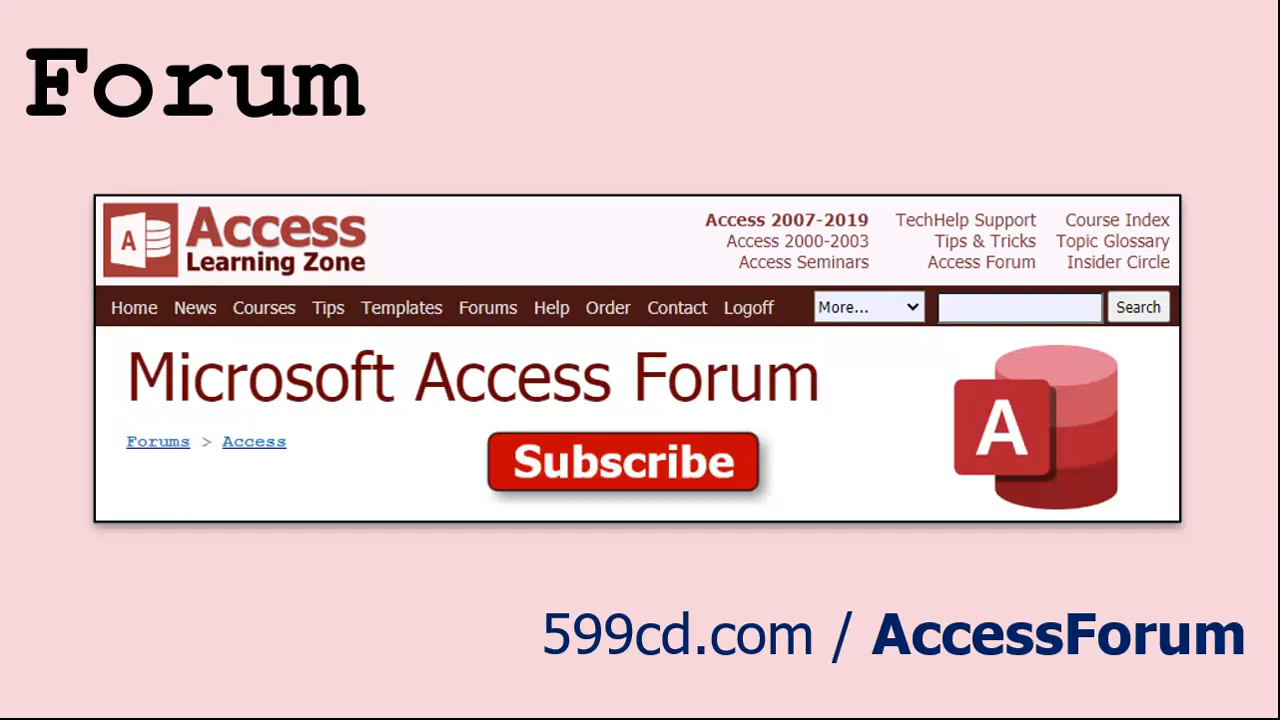 Forum
A
Access
Learning Zone
Access 2007-2019 TechHelp Support Course Index
Access 2000-2003 Tips & Tricks Topic Glossary
Access Seminars Access Forum Insider Circle
Home News Courses Tips Templates Forums Help Order Contact Logoff More... Search
Microsoft Access Forum
Forums > Access
Subscribe
A
599cd.com / AccessForum